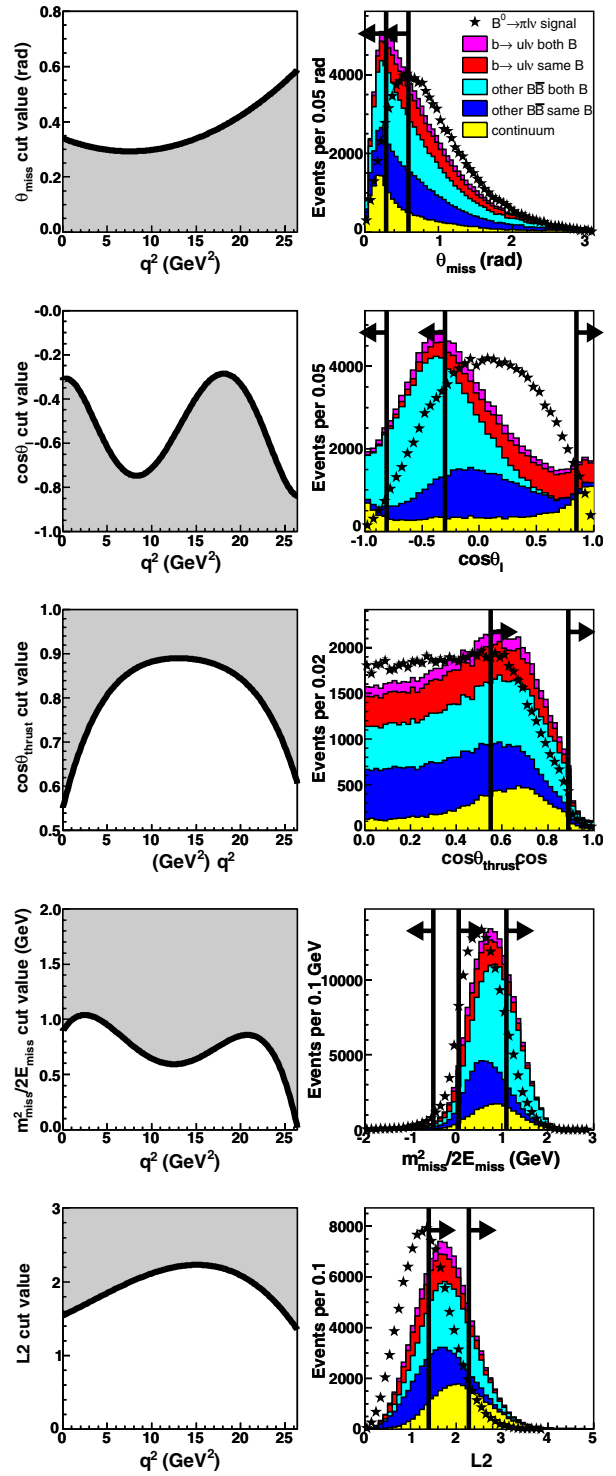 θmiss cut value (rad)
0.8
0.6
0.4
0.2
0.0
0 5 10 15 20 25
q² (GeV²)
Events per 0.05 rad
4000
2000
0
0 1 2 3
θmiss (rad)
B⁰→πlν signal
b→ ulν both B
b→ ulν same B
other BB̅ both B
other BB̅ same B
continuum
cosθl cut value
-0.0
-0.2
-0.4
-0.6
-0.8
-1.0
0 5 10 15 20 25
q² (GeV²)
Events per 0.05
4000
2000
0
-1.0 -0.5 0.0 0.5 1.0
cosθl
cosθthrust cut value
1.0
0.9
0.8
0.7
0.6
0.5
0 5 10 15 20 25
(GeV²) q²
Events per 0.02
2000
1500
1000
500
0
0.0 0.2 0.4 0.6 0.8 1.0
cosθthrust cos
m²miss/2Emiss cut value (GeV)
2.0
1.5
1.0
0.5
0.0
0 5 10 15 20 25
q² (GeV²)
Events per 0.1 GeV
10000
5000
0
-2 -1 0 1 2 3
m²miss/2Emiss (GeV)
L2 cut value
3
2
1
0
0 5 10 15 20 25
q² (GeV²)
Events per 0.1
8000
6000
4000
2000
0
0 1 2 3 4 5
L2